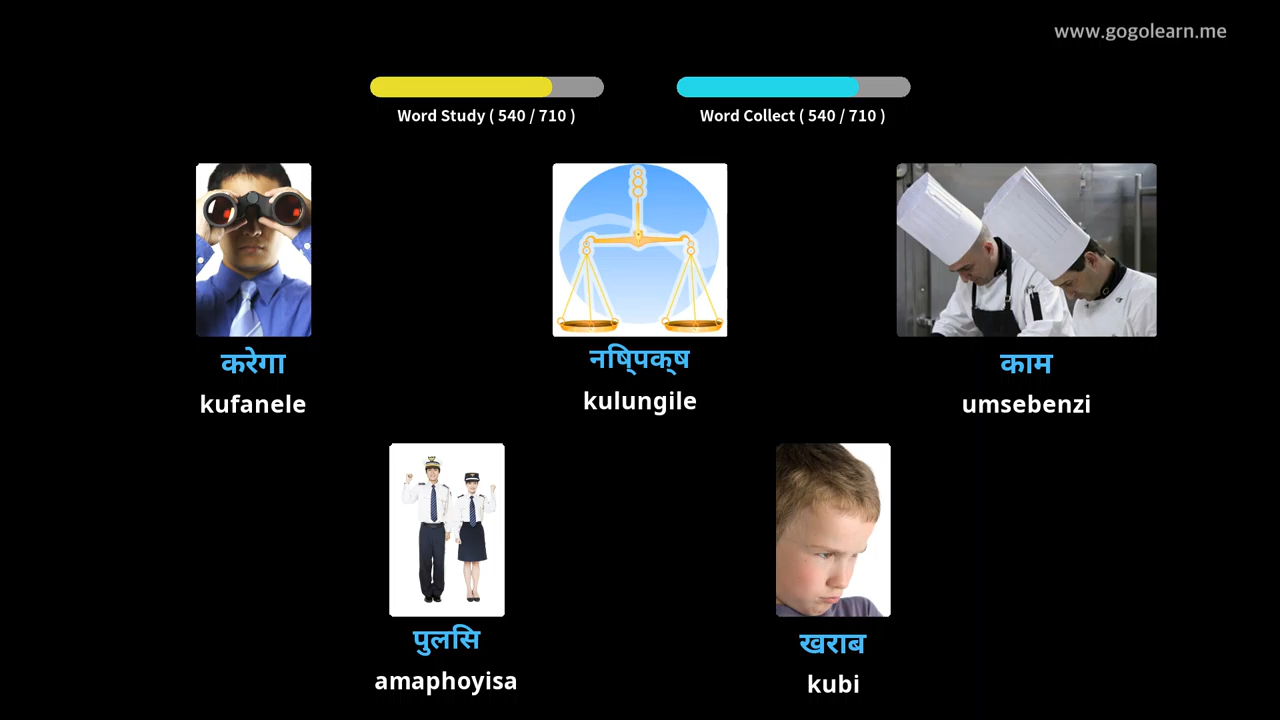 www.gogolearn.me
Word Study ( 540 / 710 )
Word Collect ( 540 / 710 )
करेगा
kufanele
नषि्पक्ष
kulungile
काम
umsebenzi
पुलसि
amaphoyisa
खराब
kubi